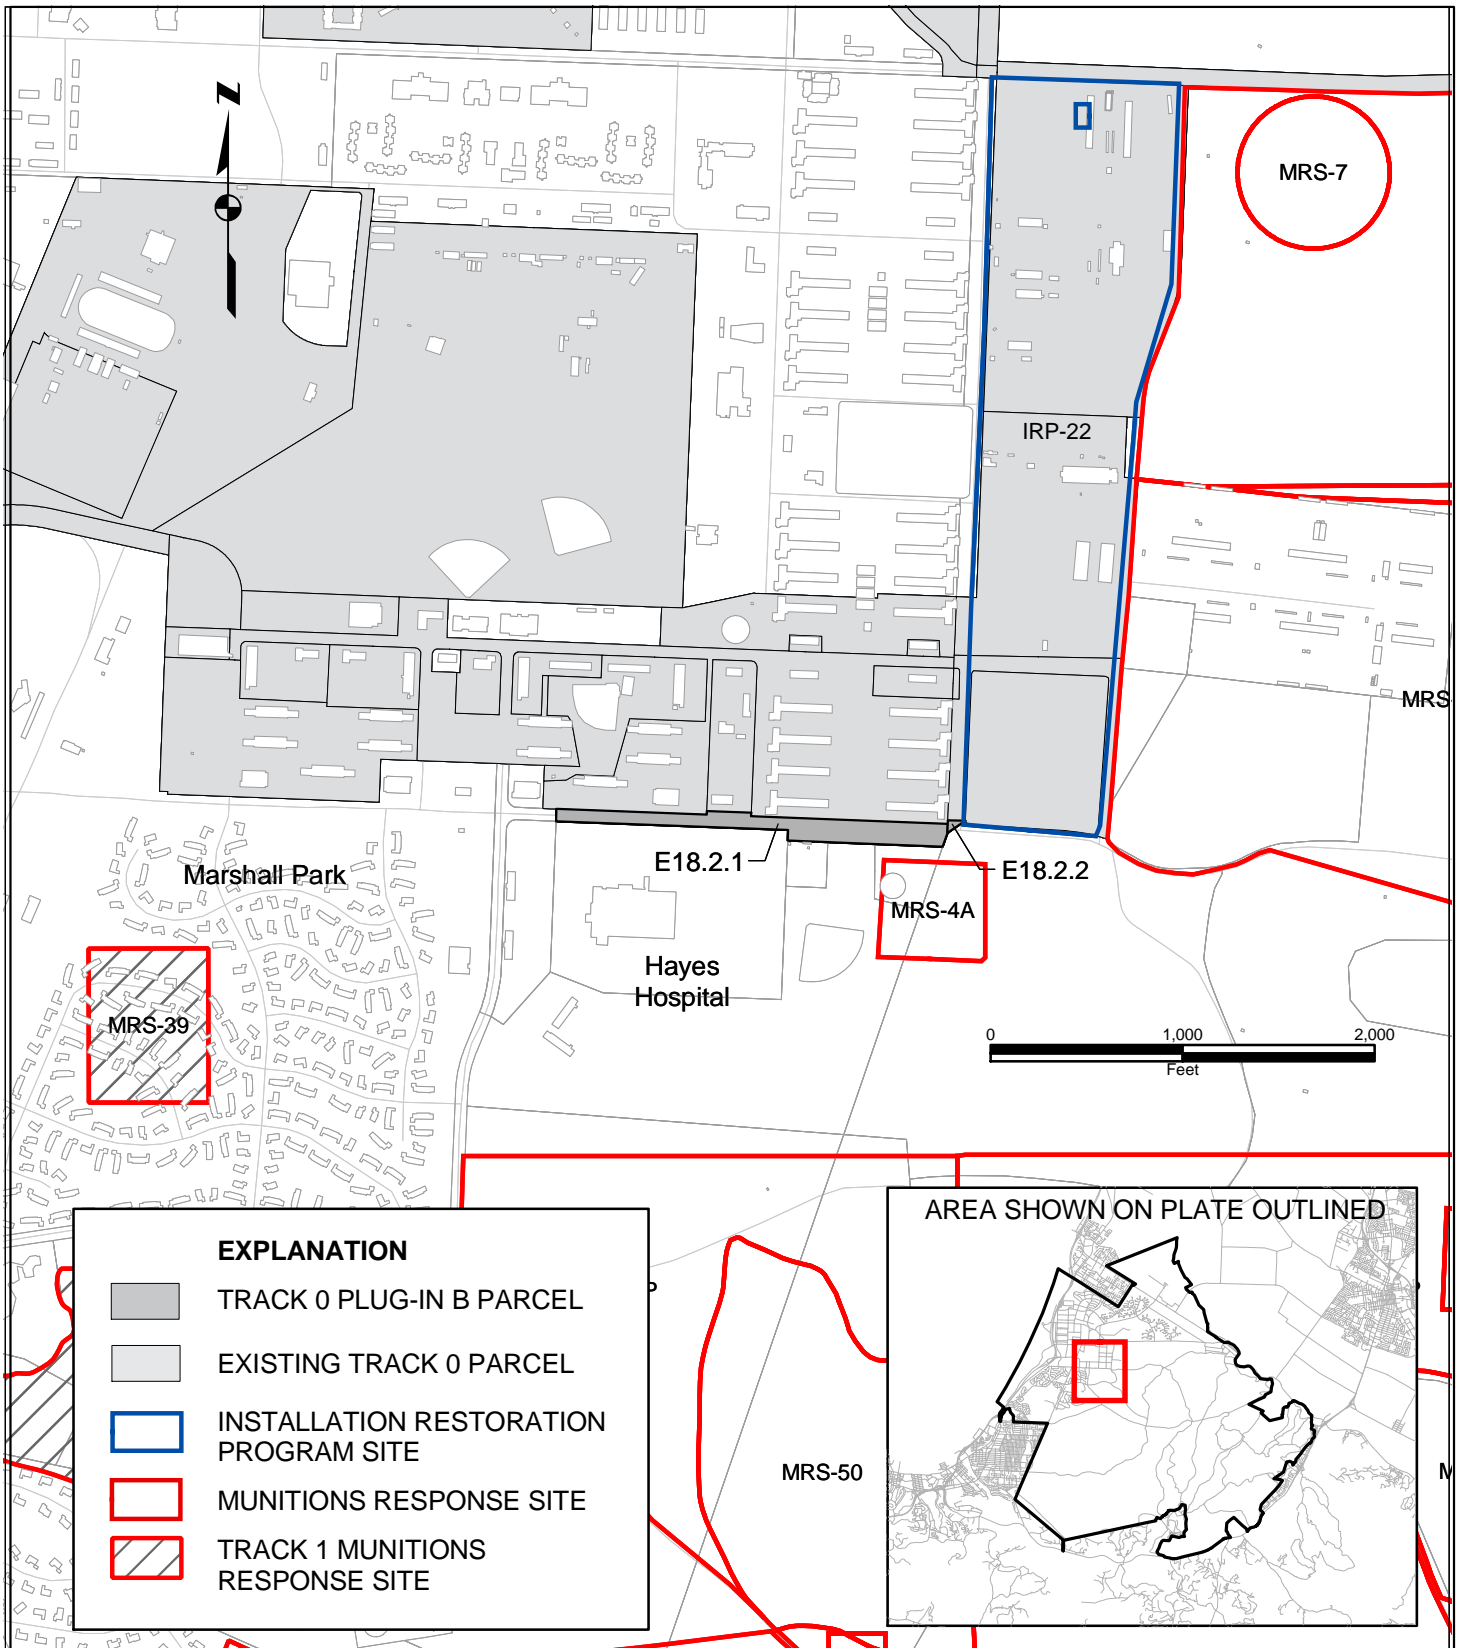 N
MRS-7
IRP-22
MRS
E18.2.1
E18.2.2
Marshall Park
MRS-4A
Hayes
Hospital
MRS-39
0 1,000 2,000
Feet
EXPLANATION
TRACK 0 PLUG-IN B PARCEL
EXISTING TRACK 0 PARCEL
INSTALLATION RESTORATION
PROGRAM SITE
MUNITIONS RESPONSE SITE
TRACK 1 MUNITIONS
RESPONSE SITE
AREA SHOWN ON PLATE OUTLINED
MRS-50